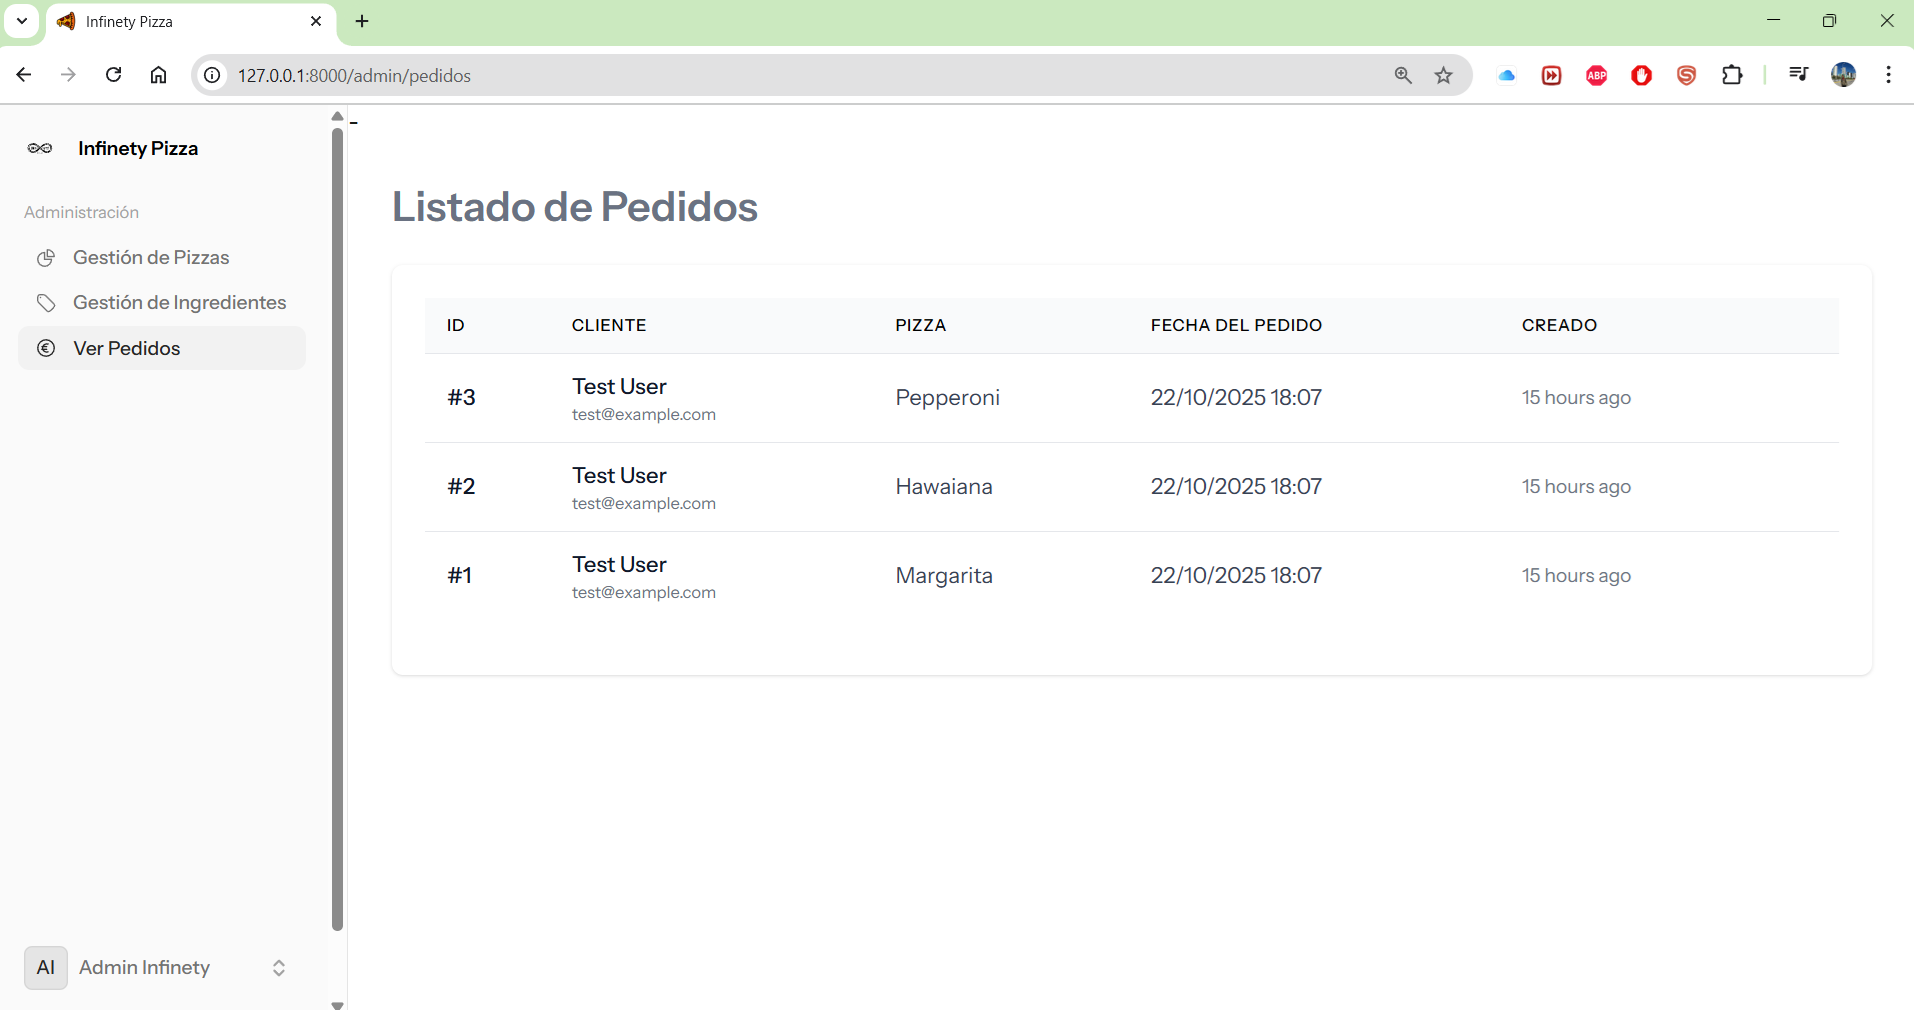 Infinety Pizza
127.0.0.1:8000/admin/pedidos
ABP
Infinety Pizza
Administración
Gestión de Pizzas
Gestión de Ingredientes
Ver Pedidos
AI Admin Infinety
-
Listado de Pedidos
ID CLIENTE PIZZA FECHA DEL PEDIDO CREADO
#3 Test User Pepperoni 22/10/2025 18:07 15 hours ago
test@example.com
#2 Test User Hawaiana 22/10/2025 18:07 15 hours ago
test@example.com
#1 Test User Margarita 22/10/2025 18:07 15 hours ago
test@example.com